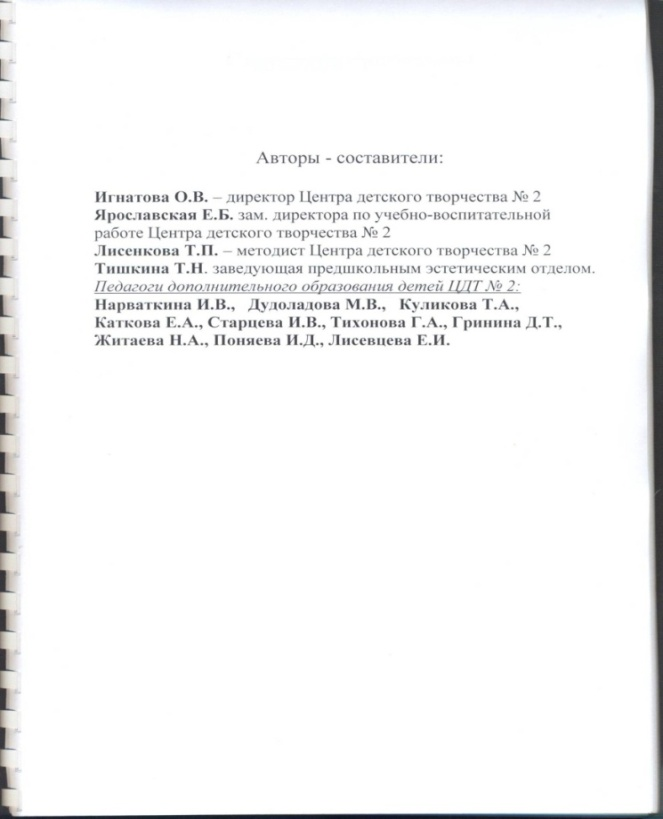 Авторы - составители:
Игнатова О.В. – директор Центра детского творчества № 2
Ярославская Е.Б. зам. директора по учебно-воспитательной
работе Центра детского творчества № 2
Лисенкова Т.П. – методист Центра детского творчества № 2
Тишкина Т.Н. заведующая предшкольным эстетическим отделом.
Педагоги дополнительного образования детей ЦДТ № 2:
Нарваткина И.В., Дудоладова М.В., Куликова Т.А.,
Каткова Е.А., Старцева И.В., Тихонова Г.А., Гринина Д.Т.,
Житаева Н.А., Поняева И.Д., Лисевцева Е.И.